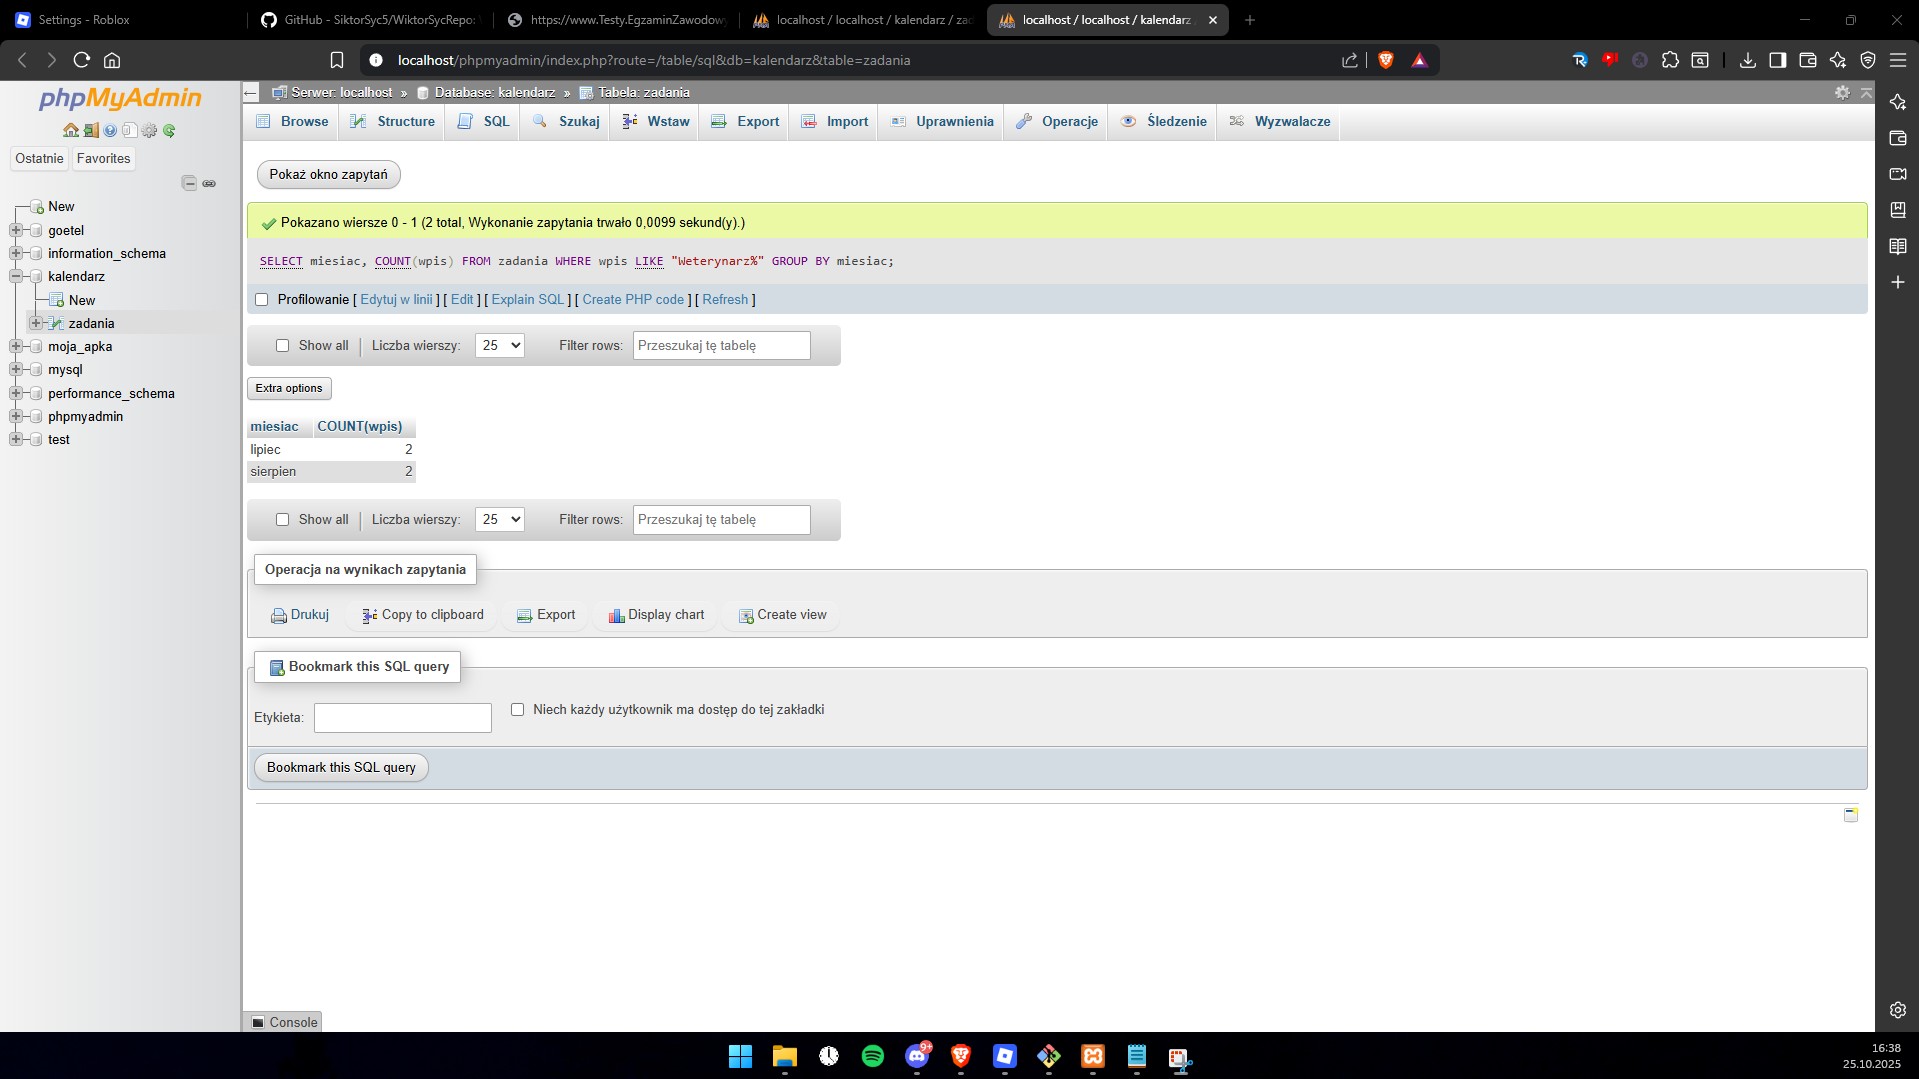 Settings - Roblox
GitHub - SiktorSyc5/WiktorSycRepo:
https://www.Testy.EgzaminZawodowy
localhost / localhost / kalendarz / zad
localhost / localhost / kalendarz
localhost/phpmyadmin/index.php?route=/table/sql&db=kalendarz&table=zadania
phpMyAdmin
Ostatnie Favorites
New
goetel
information_schema
kalendarz
New
zadania
moja_apka
mysql
performance_schema
phpmyadmin
test
Serwer: localhost » Database: kalendarz » Tabela: zadania
Browse Structure SQL Szukaj Wstaw Export Import Uprawnienia Operacje Śledzenie Wyzwalacze
Pokaż okno zapytań
Pokazano wiersze 0 - 1 (2 total, Wykonanie zapytania trwało 0,0099 sekund(y).)
SELECT miesiac, COUNT(wpis) FROM zadania WHERE wpis LIKE "Weterynarz%" GROUP BY miesiac;
Profilowanie [ Edytuj w linii ] [ Edit ] [ Explain SQL ] [ Create PHP code ] [ Refresh ]
Show all Liczba wierszy: 25 Filter rows: Przeszukaj tę tabelę
Extra options
miesiac COUNT(wpis)
lipiec 2
sierpien 2
Show all Liczba wierszy: 25 Filter rows: Przeszukaj tę tabelę
Operacja na wynikach zapytania
Drukuj Copy to clipboard Export Display chart Create view
Bookmark this SQL query
Etykieta: Niech każdy użytkownik ma dostęp do tej zakładki
Bookmark this SQL query
Console
9+
16:38
25.10.2025